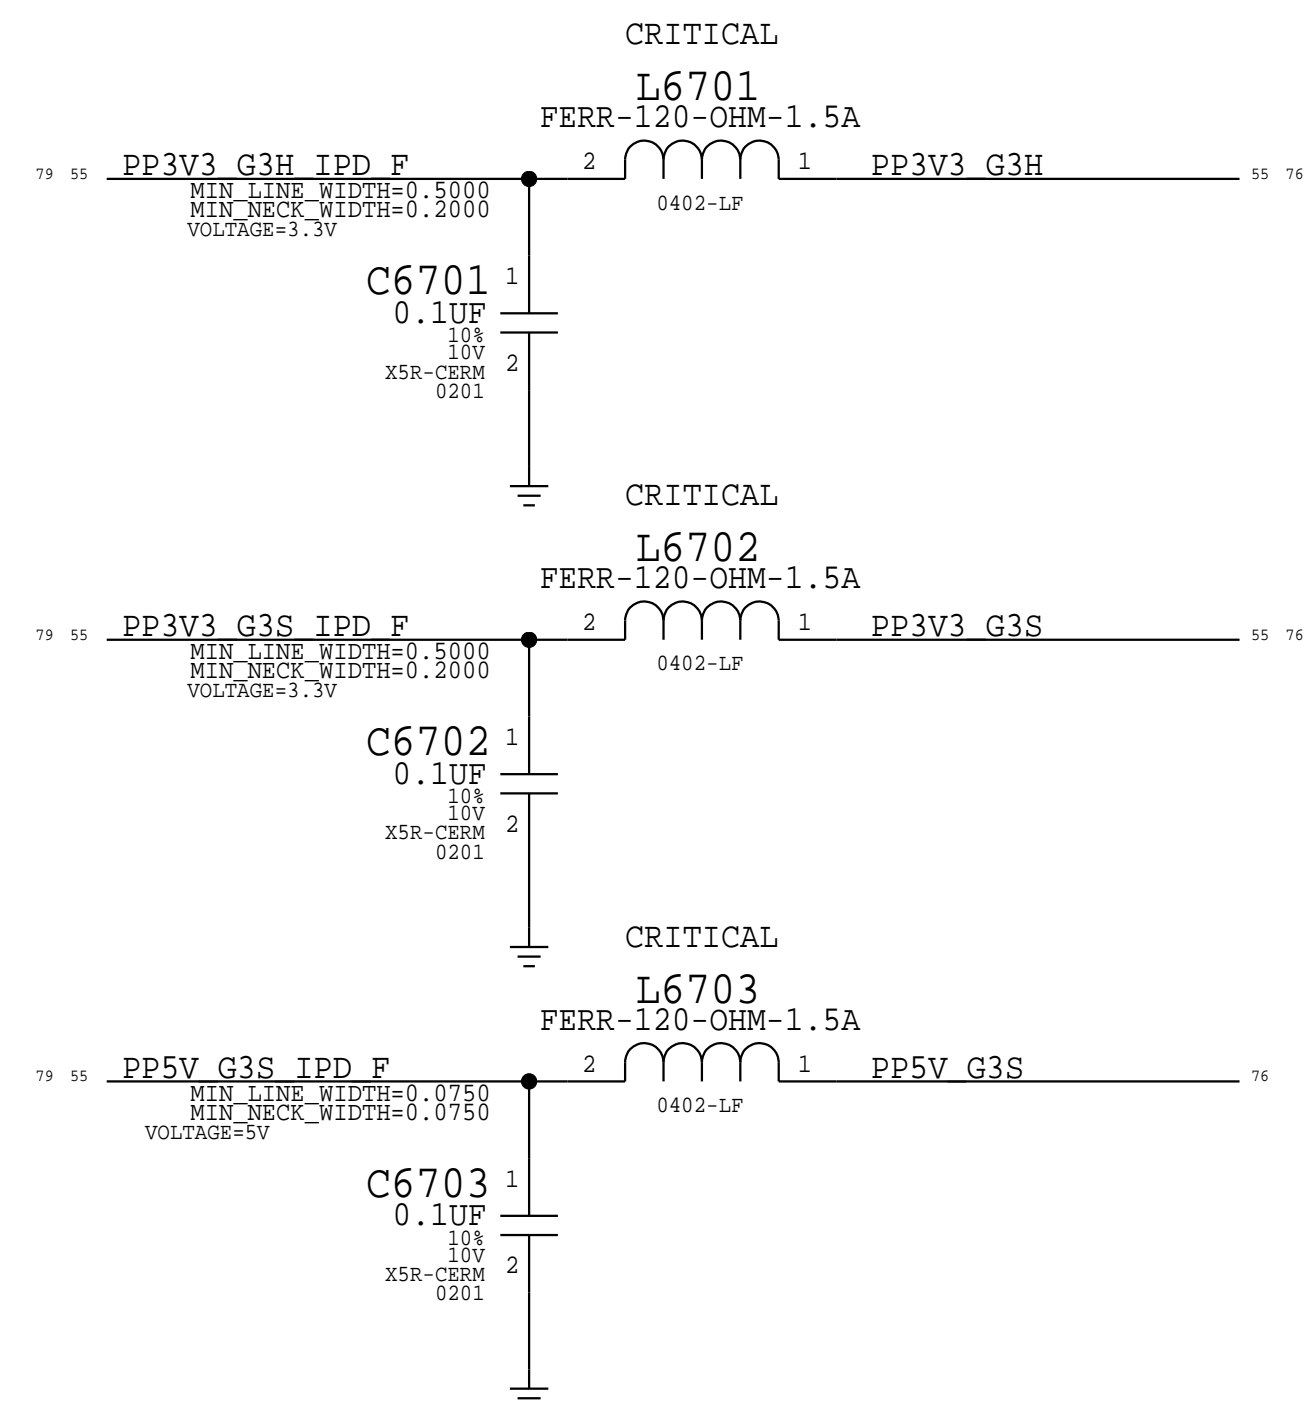 CRITICAL
L6701
FERR-120-OHM-1.5A
79 55 PP3V3_G3H_IPD_F 2 1 PP3V3_G3H 55 76
MIN_LINE_WIDTH=0.5000
MIN_NECK_WIDTH=0.2000
VOLTAGE=3.3V
0402-LF
C6701 1
0.1UF
10%
10V
X5R-CERM 2
0201
CRITICAL
L6702
FERR-120-OHM-1.5A
79 55 PP3V3_G3S_IPD_F 2 1 PP3V3_G3S 55 76
MIN_LINE_WIDTH=0.5000
MIN_NECK_WIDTH=0.2000
VOLTAGE=3.3V
0402-LF
C6702 1
0.1UF
10%
10V
X5R-CERM 2
0201
CRITICAL
L6703
FERR-120-OHM-1.5A
79 55 PP5V_G3S_IPD_F 2 1 PP5V_G3S 76
MIN_LINE_WIDTH=0.0750
MIN_NECK_WIDTH=0.0750
VOLTAGE=5V
0402-LF
C6703 1
0.1UF
10%
10V
X5R-CERM 2
0201